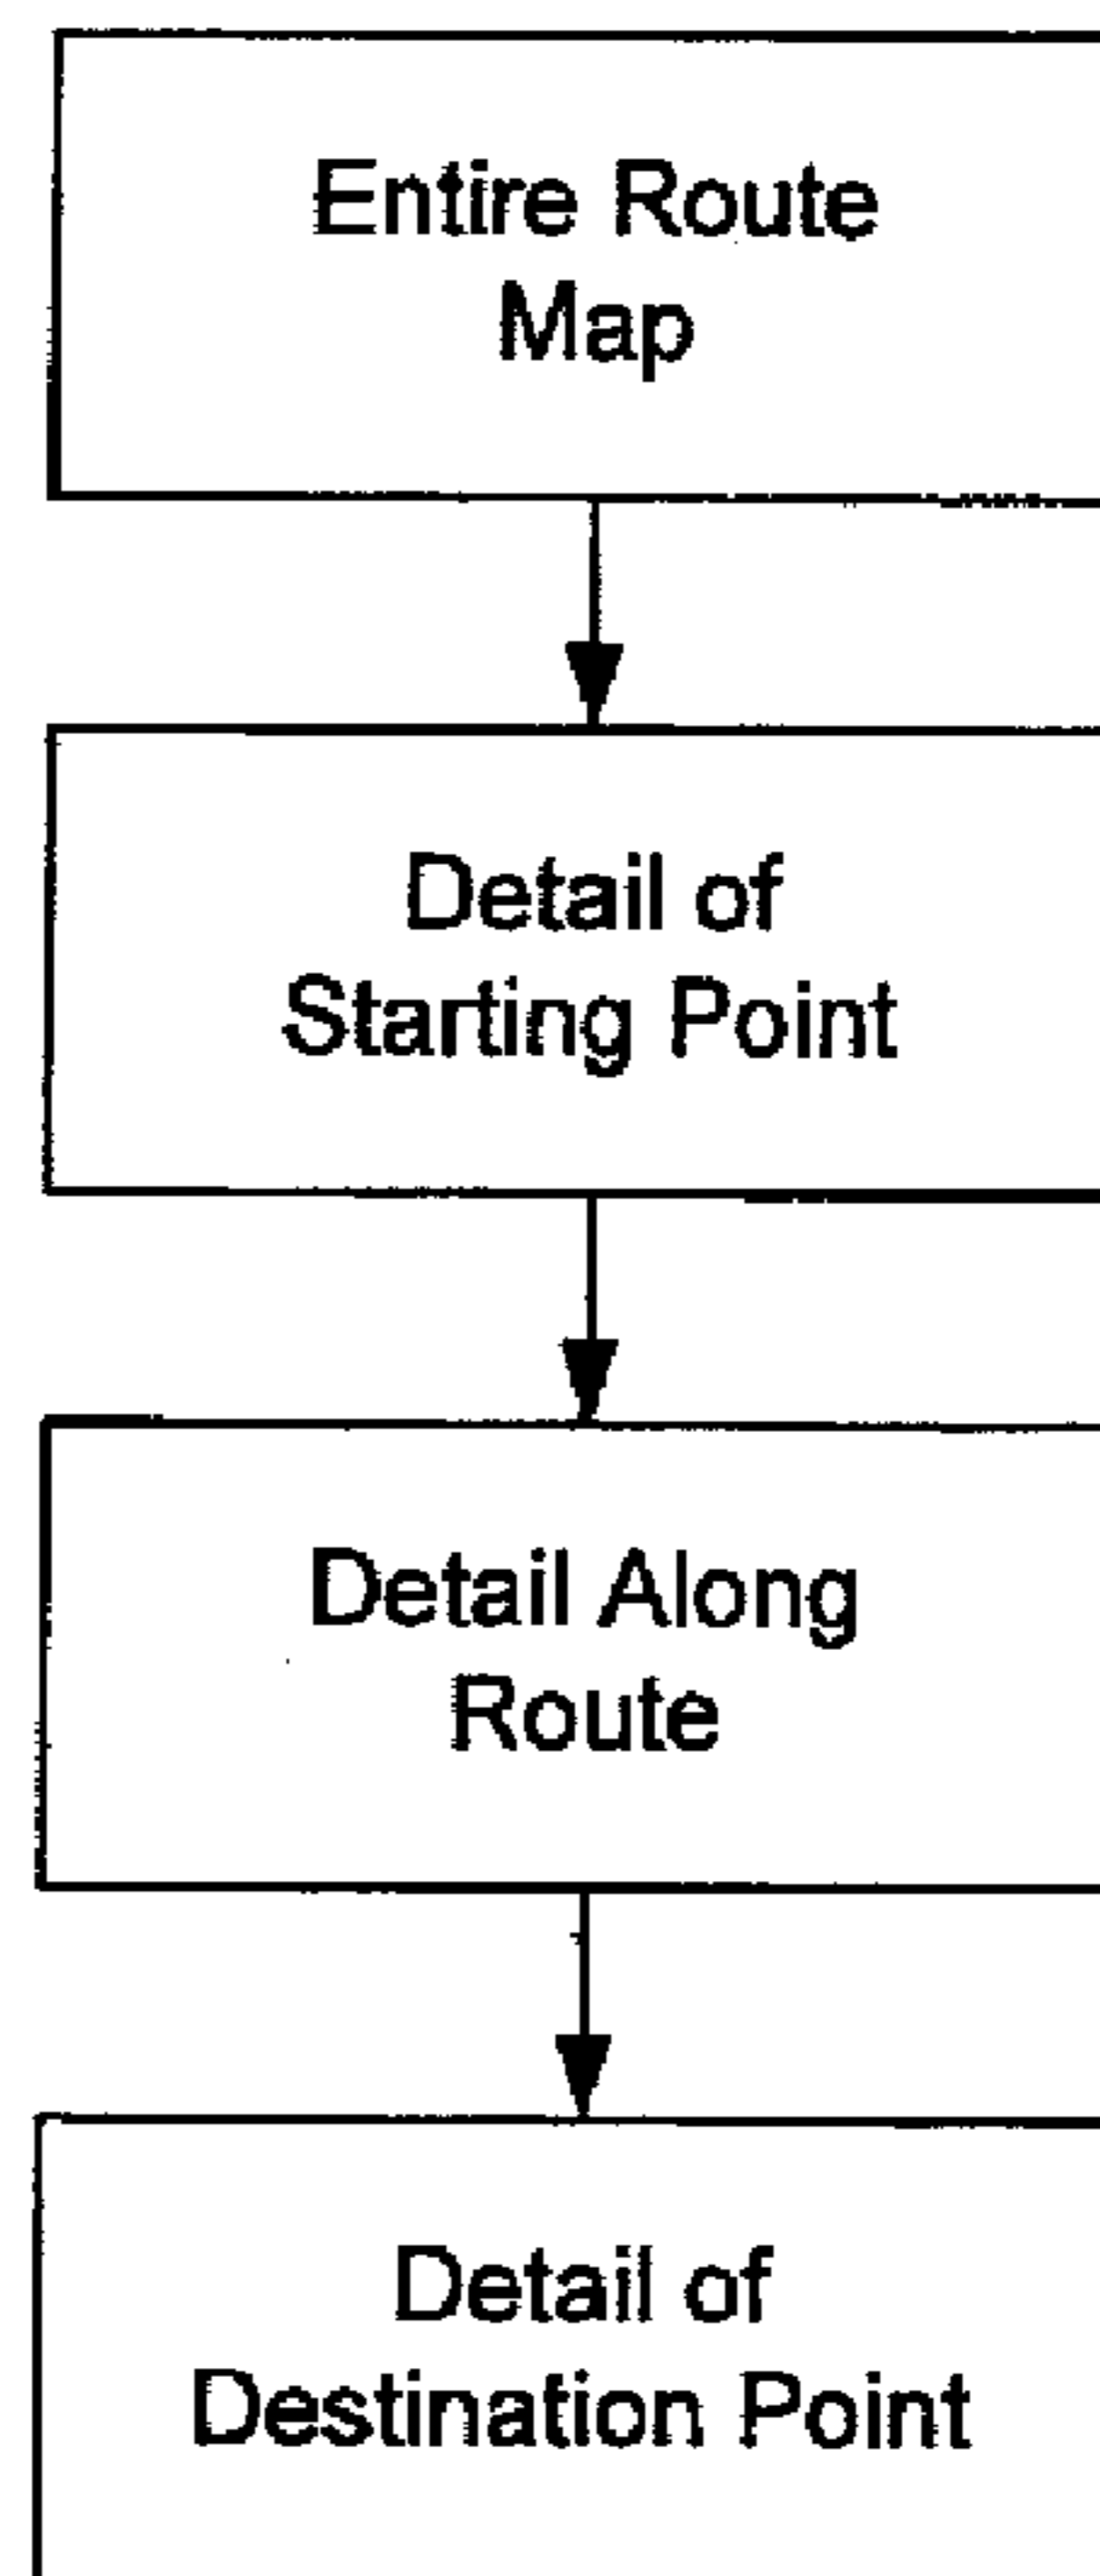 Entire Route
Map
Detail of
Starting Point
Detail Along
Route
Detail of
Destination Point